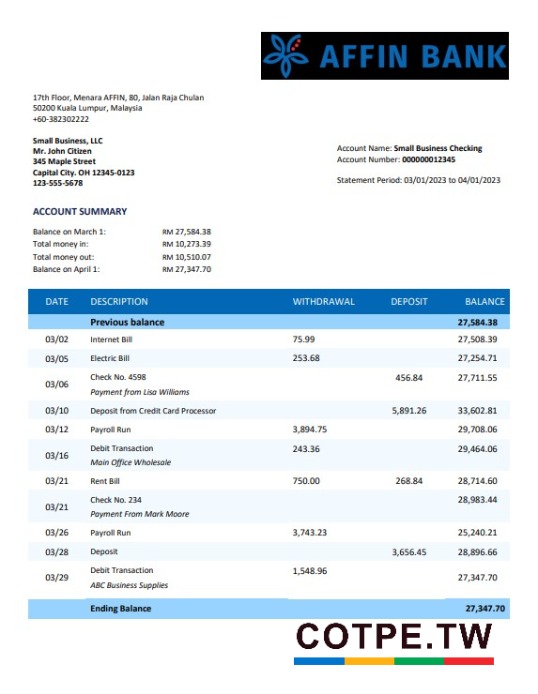 AFFIN BANK
17th Floor, Menara AFFIN, 80, Jalan Raja Chulan
50200 Kuala Lumpur, Malaysia
+60-382302222
Small Business, LLC
Mr. John Citizen
345 Maple Street
Capital City. OH 12345-0123
123-555-5678
Account Name: Small Business Checking
Account Number: 000000012345
Statement Period: 03/01/2023 to 04/01/2023
ACCOUNT SUMMARY
Balance on March 1: RM 27,584.38
Total money in: RM 10,273.39
Total money out: RM 10,510.07
Balance on April 1: RM 27,347.70
DATE DESCRIPTION WITHDRAWAL DEPOSIT BALANCE
Previous balance 27,584.38
03/02 Internet Bill 75.99 27,508.39
03/05 Electric Bill 253.68 27,254.71
03/06 Check No. 4598 456.84 27,711.55
Payment from Lisa Williams
03/10 Deposit from Credit Card Processor 5,891.26 33,602.81
03/12 Payroll Run 3,894.75 29,708.06
03/16 Debit Transaction 243.36 29,464.06
Main Office Wholesale
03/21 Rent Bill 750.00 268.84 28,714.60
03/21 Check No. 234 28,983.44
Payment From Mark Moore
03/26 Payroll Run 3,743.23 25,240.21
03/28 Deposit 3,656.45 28,896.66
03/29 Debit Transaction 1,548.96 27,347.70
ABC Business Supplies
Ending Balance 27,347.70
COTPE.TW